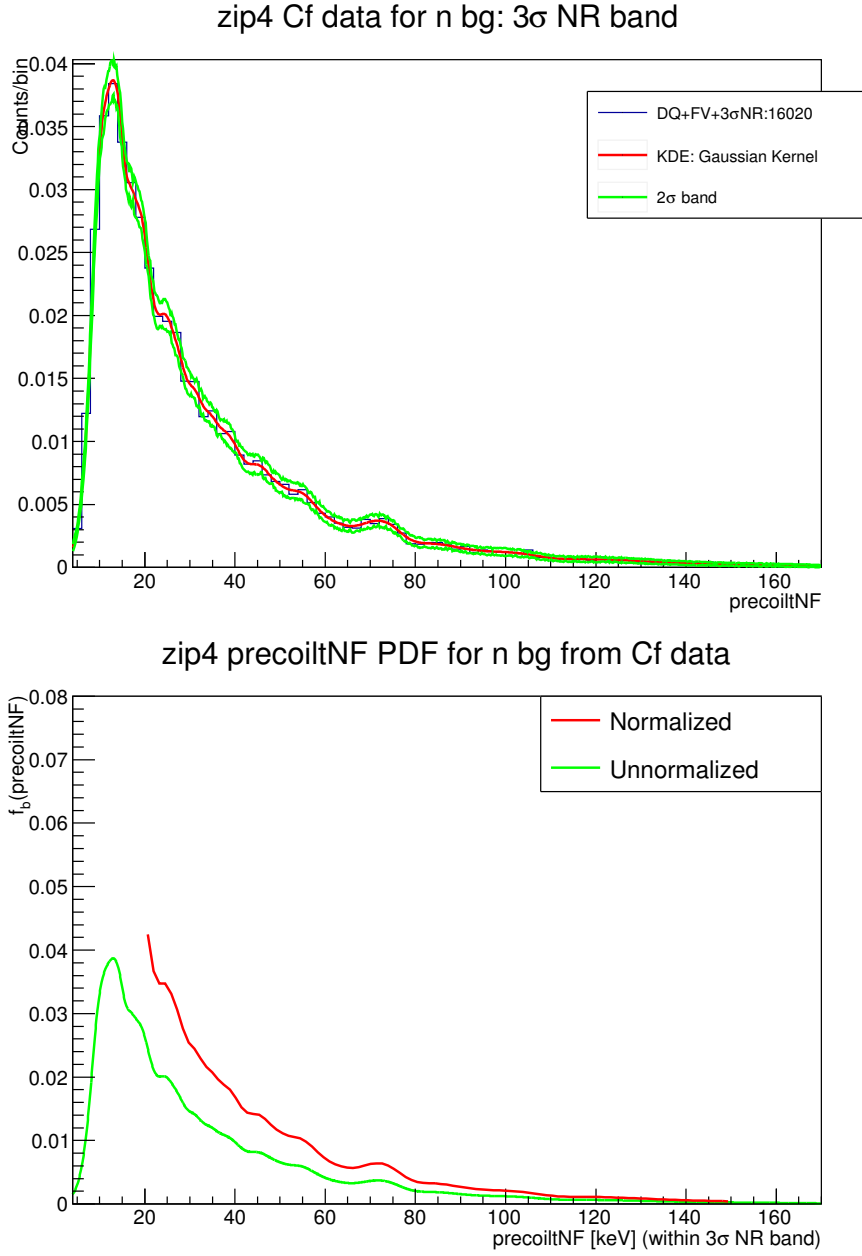 zip4 Cf data for n bg: 3σ NR band
Counts/bin
0.04
0.035
0.03
0.025
0.02
0.015
0.01
0.005
0
DQ+FV+3σNR:16020
KDE: Gaussian Kernel
2σ band
20 40 60 80 100 120 140 160
precoiltNF
zip4 precoiltNF PDF for n bg from Cf data
f_b(precoiltNF)
0.08
0.07
0.06
0.05
0.04
0.03
0.02
0.01
0
Normalized
Unnormalized
20 40 60 80 100 120 140 160
precoiltNF [keV] (within 3σ NR band)